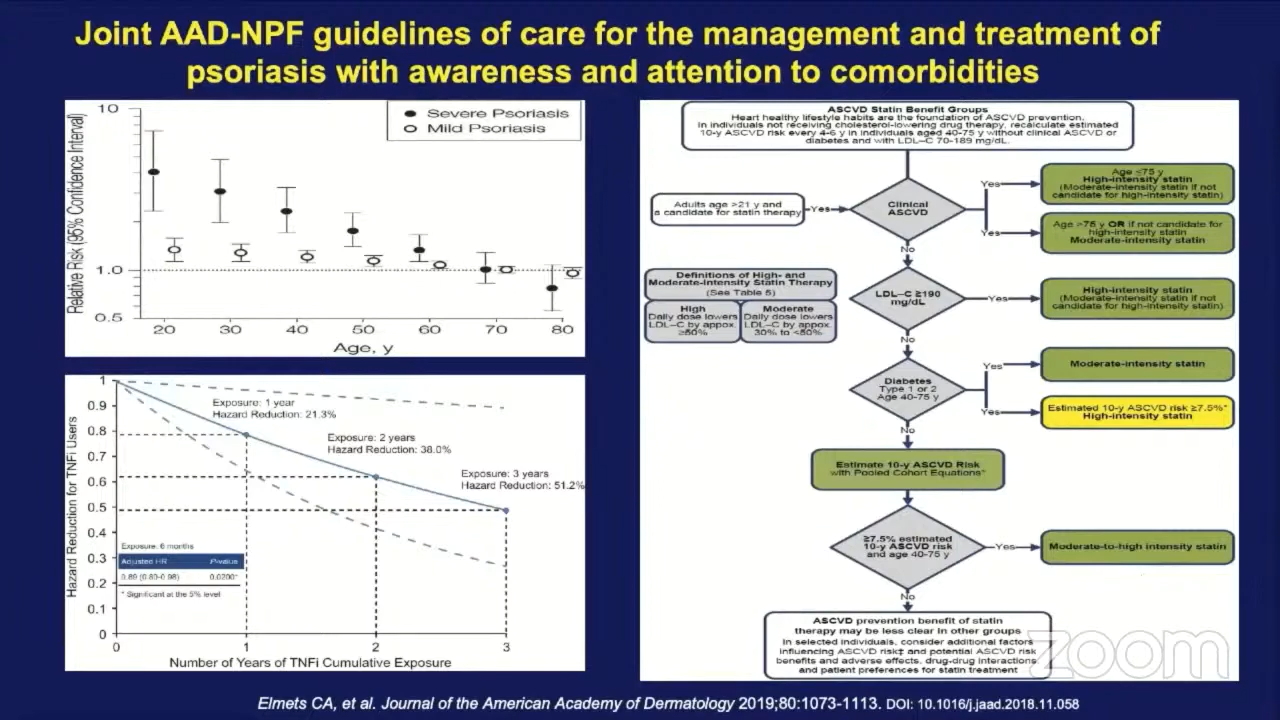 Joint AAD-NPF guidelines of care for the management and treatment of
psoriasis with awareness and attention to comorbidities
Relative Risk (95% Confidence Interval)
10
1.0
0.5
Severe Psoriasis
Mild Psoriasis
20 30 40 50 60 70 80
Age, y
Hazard Reduction for TNFi Users
1
0.9
0.8
0.7
0.6
0.5
0.4
0.3
0.2
0.1
0
Exposure: 1 year
Hazard Reduction: 21.3%
Exposure: 2 years
Hazard Reduction: 38.0%
Exposure: 3 years
Hazard Reduction: 51.2%
Exposure: 6 months
Adjusted HR P-value
0.89 (0.80-0.98) 0.0200*
* Significant at the 5% level
0 1 2 3
Number of Years of TNFi Cumulative Exposure
ASCVD Statin Benefit Groups
Heart healthy lifestyle habits are the foundation of ASCVD prevention.
In individuals not receiving cholesterol-lowering drug therapy, recalculate estimated
10-y ASCVD risk every 4-6 y in individuals aged 40-75 y without clinical ASCVD or
diabetes and with LDL–C 70-189 mg/dL.
Adults age >21 y and
a candidate for statin therapy
Yes
Clinical
ASCVD
Yes
Age ≤75 y
High-intensity statin
(Moderate-intensity statin if not
candidate for high-intensity statin)
Yes
Age >75 y OR if not candidate for
high-intensity statin
Moderate-intensity statin
No
Definitions of High- and
Moderate-Intensity Statin Therapy
(See Table 5)
High
Daily dose lowers
LDL–C by appox.
≥50%
Moderate
Daily dose lowers
LDL–C by appox.
30% to <50%
LDL–C ≥190
mg/dL
Yes
High-intensity statin
(Moderate-intensity statin if not
candidate for high-intensity statin)
No
Diabetes
Type 1 or 2
Age 40-75 y
Yes
Moderate-intensity statin
Yes
Estimated 10-y ASCVD risk ≥7.5%*
High-intensity statin
No
Estimate 10-y ASCVD Risk
with Pooled Cohort Equations*
≥7.5% estimated
10-y ASCVD risk
and age 40-75 y
Yes
Moderate-to-high intensity statin
No
ASCVD prevention benefit of statin
therapy may be less clear in other groups
In selected individuals, consider additional factors
influencing ASCVD risk‡ and potential ASCVD risk
benefits and adverse effects, drug-drug interactions,
and patient preferences for statin treatment
zoom
Elmets CA, et al. Journal of the American Academy of Dermatology 2019;80:1073-1113. DOI: 10.1016/j.jaad.2018.11.058